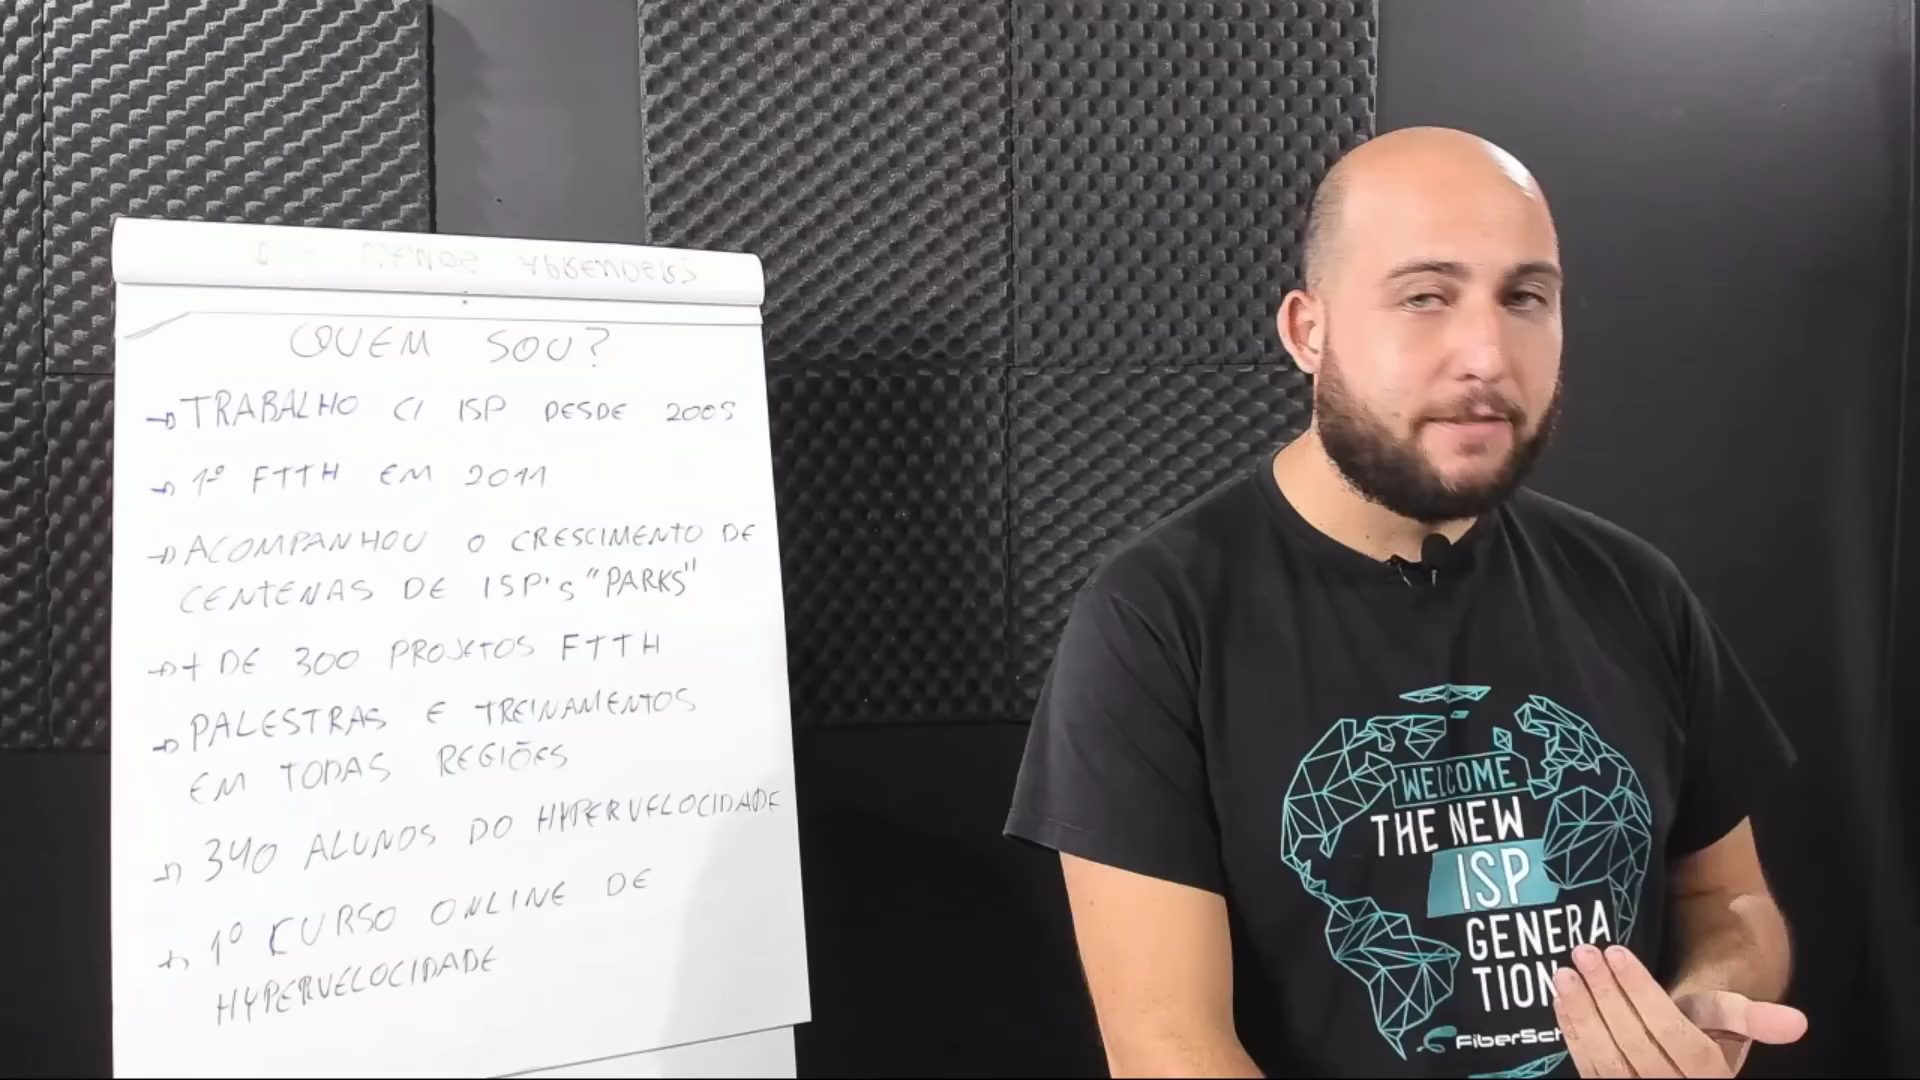 QUEM SOU?
→ TRABALHO C/ ISP DESDE 2005
→ 1º FTTH EM 2011
→ ACOMPANHOU O CRESCIMENTO DE
CENTENAS DE ISP's "PARKS"
→ + DE 300 PROJETOS FTTH
→ PALESTRAS E TREINAMENTOS
EM TODAS REGIÕES
→ 340 ALUNOS DO HYPERVELOCIDADE
→ 1º CURSO ONLINE DE
HYPERVELOCIDADE
WELCOME
THE NEW
ISP
GENERA
TION
FiberSch